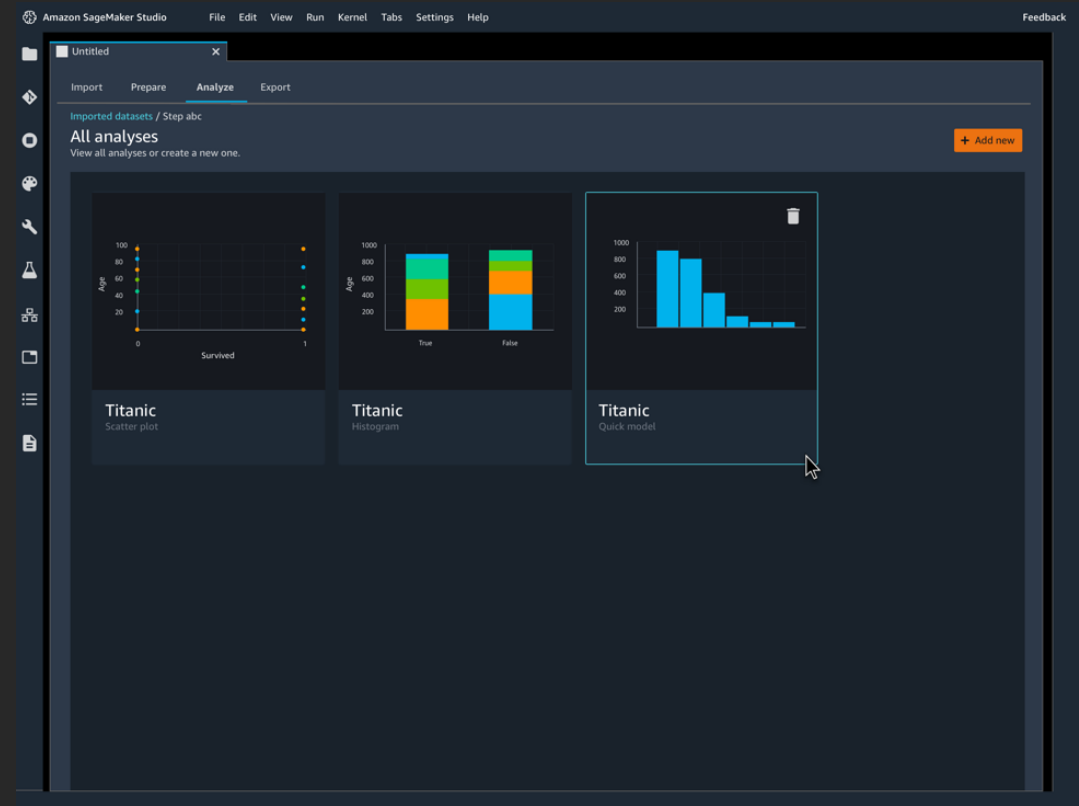 Amazon SageMaker Studio File Edit View Run Kernel Tabs Settings Help Feedback
Untitled
Import Prepare Analyze Export
Imported datasets / Step abc
All analyses
View all analyses or create a new one.
+ Add new
100
80
60
40
20
Age
0 1
Survived
Titanic
Scatter plot
1000
800
600
400
200
Age
True False
Titanic
Histogram
1000
800
600
400
200
Titanic
Quick model